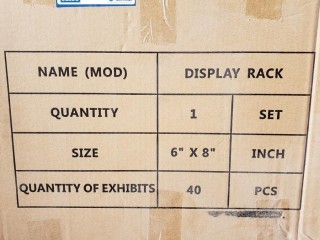 NAME (MOD) DISPLAY RACK
QUANTITY 1 SET
SIZE 6" X 8" INCH
QUANTITY OF EXHIBITS 40 PCS